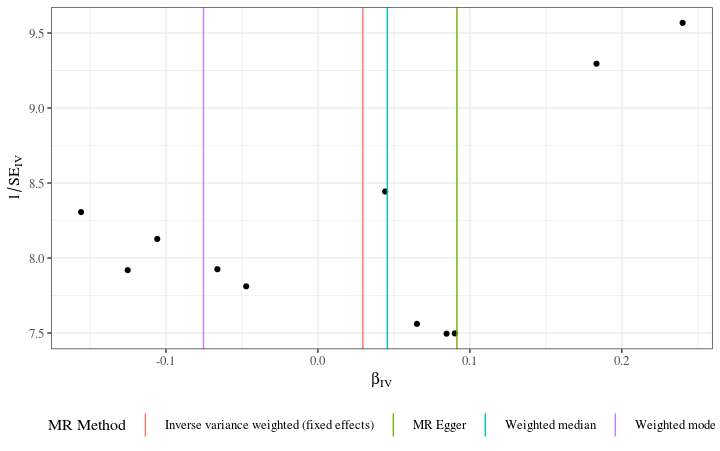 9.5
9.0
8.5
8.0
7.5
1/SE_IV
-0.1 0.0 0.1 0.2
β_IV
MR Method Inverse variance weighted (fixed effects) MR Egger Weighted median Weighted mode